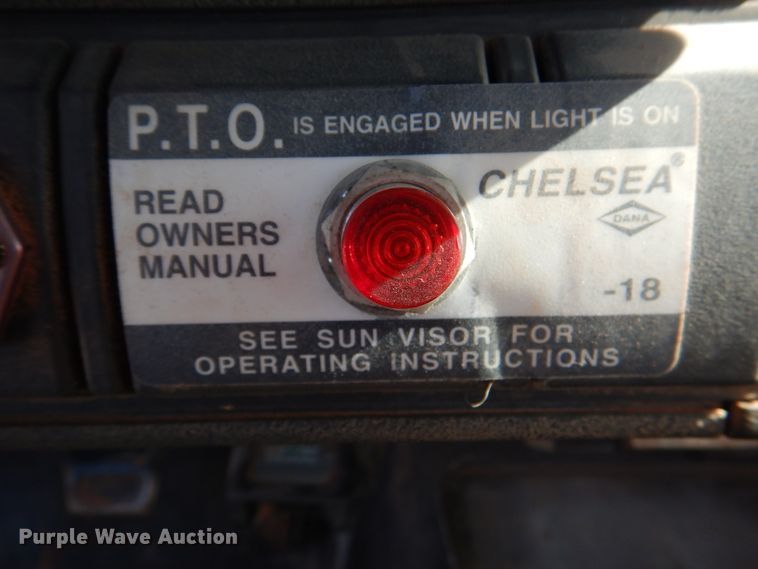 P.T.O. IS ENGAGED WHEN LIGHT IS ON
READ
OWNERS
MANUAL
CHELSEA®
DANA
-18
SEE SUN VISOR FOR
OPERATING INSTRUCTIONS
Purple Wave Auction